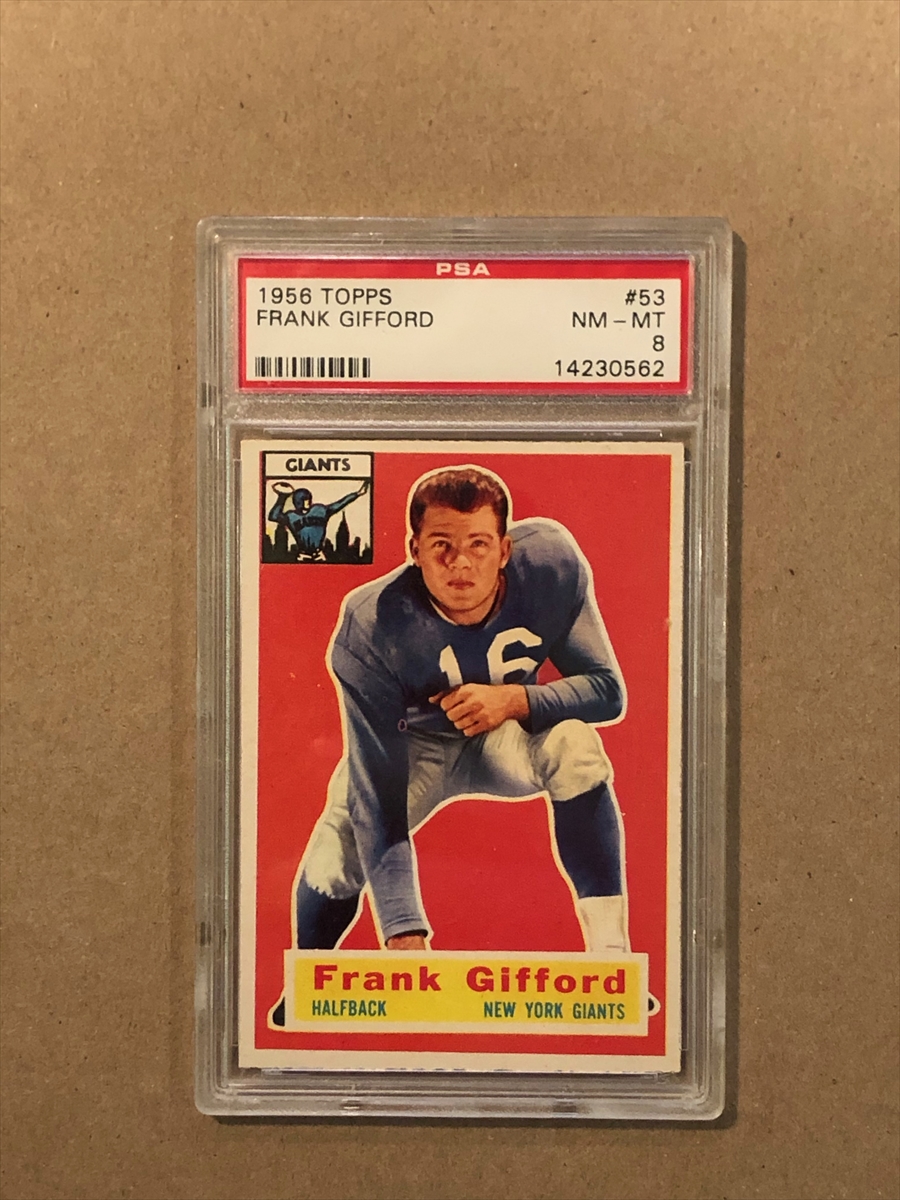 PSA
1956 TOPPS #53
FRANK GIFFORD NM – MT
8
14230562
GIANTS
16
Frank Gifford
HALFBACK NEW YORK GIANTS